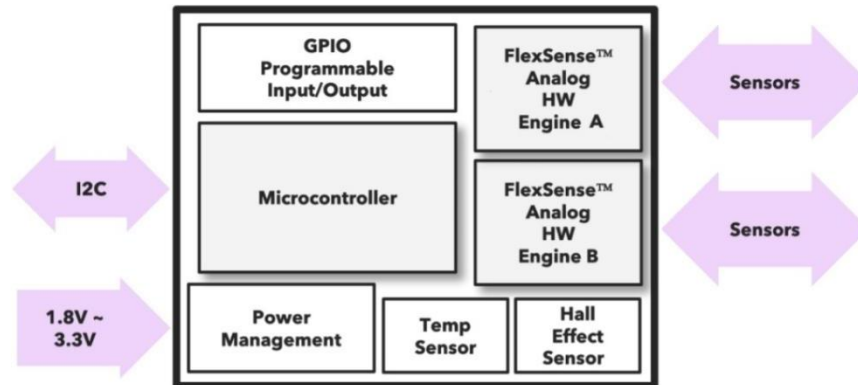 GPIO
Programmable
Input/Output
FlexSense™
Analog
HW
Engine A
Sensors
I2C
Microcontroller
FlexSense™
Analog
HW
Engine B
Sensors
1.8V ~
3.3V
Power
Management
Temp
Sensor
Hall
Effect
Sensor